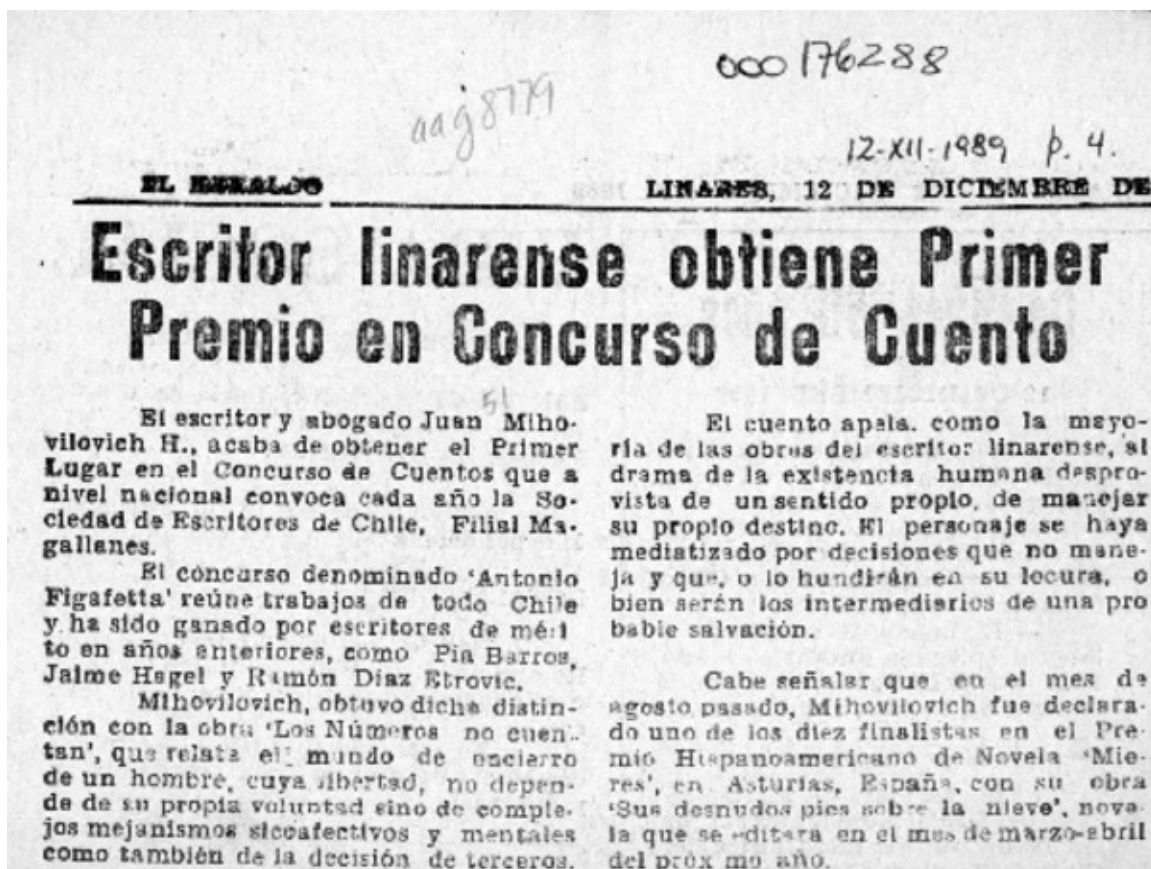 000176288
aag8779
12-XII-1989 p. 4.
EL HERALDO
LINARES, 12 DE DICIEMBRE DE
Escritor linarense obtiene Primer
Premio en Concurso de Cuento
El escritor y abogado Juan Miho-
vilovich H., acaba de obtener el Primer
Lugar en el Concurso de Cuentos que a
nivel nacional convoca cada año la So-
ciedad de Escritores de Chile, Filial Ma-
gallanes.
El concurso denominado 'Antonio
Figafetta' reúne trabajos de todo Chile
y ha sido ganado por escritores de méri
to en años anteriores, como Pia Barros,
Jaime Hagel y Ramón Díaz Etrovic.
Mihovilovich, obtuvo dicha distin-
ción con la obra 'Los Números no cuen-
tan', que relata el mundo de encierro
de un hombre, cuya libertad, no depen-
de de su propia voluntad sino de comple-
jos mejanismos sicoafectivos y mentales
como también de la decisión de terceros.
El cuento apala. como la mayo-
ría de las obras del escritor linarense, al
drama de la existencia humana despro-
vista de un sentido propio, de manejar
su propio destino. El personaje se haya
mediatizado por decisiones que no mane-
ja y que, o lo hundirán en su locura, o
bien serán los intermediarios de una pro
bable salvación.
Cabe señalar que en el mes de
agosto pasado, Mihovilovich fue declara-
do uno de los diez finalistas en el Pre-
mio Hispanoamericano de Novela 'Mie-
res', en Asturias, España, con su obra
'Sus desnudos pies sobre la nieve', nove-
la que se editará en el mes de marzo-abril
del próx mo año.